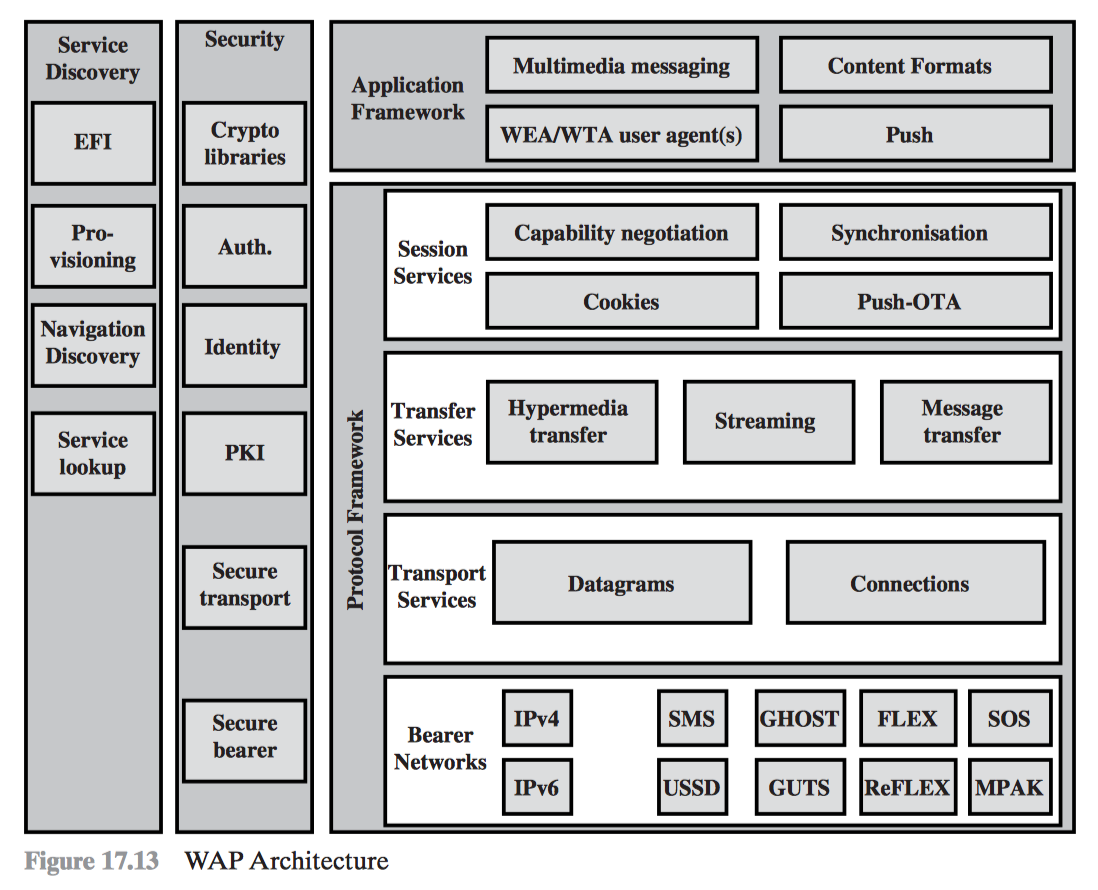 Service
Discovery
EFI
Pro-
visioning
Navigation
Discovery
Service
lookup
Security
Crypto
libraries
Auth.
Identity
PKI
Secure
transport
Secure
bearer
Application
Framework
Multimedia messaging
Content Formats
WEA/WTA user agent(s)
Push
Protocol Framework
Session
Services
Capability negotiation
Synchronisation
Cookies
Push-OTA
Transfer
Services
Hypermedia
transfer
Streaming
Message
transfer
Transport
Services
Datagrams
Connections
Bearer
Networks
IPv4
SMS
GHOST
FLEX
SOS
IPv6
USSD
GUTS
ReFLEX
MPAK
Figure 17.13 WAP Architecture